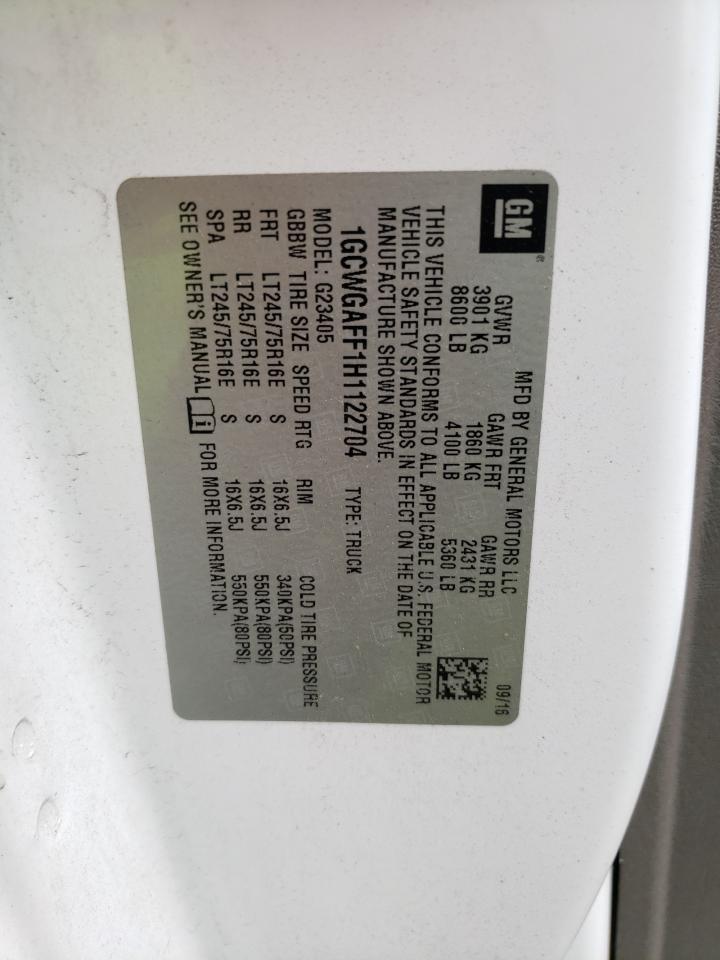 GM
MFD BY GENERAL MOTORS LLC 09/16
GVWR GAWR FRT GAWR RR
3901 KG 1860 KG 2431 KG
8600 LB 4100 LB 5360 LB
THIS VEHICLE CONFORMS TO ALL APPLICABLE U.S. FEDERAL MOTOR
VEHICLE SAFETY STANDARDS IN EFFECT ON THE DATE OF
MANUFACTURE SHOWN ABOVE.
1GCWGAFF1H1122704 TYPE: TRUCK
MODEL: G23405
GBBW TIRE SIZE SPEED RTG RIM COLD TIRE PRESSURE
FRT LT245/75R16E S 16X6.5J 340KPA(50PSI)
RR LT245/75R16E S 16X6.5J 550KPA(80PSI)
SPA LT245/75R16E S 16X6.5J 550KPA(80PSI)
SEE OWNER'S MANUAL i FOR MORE INFORMATION.